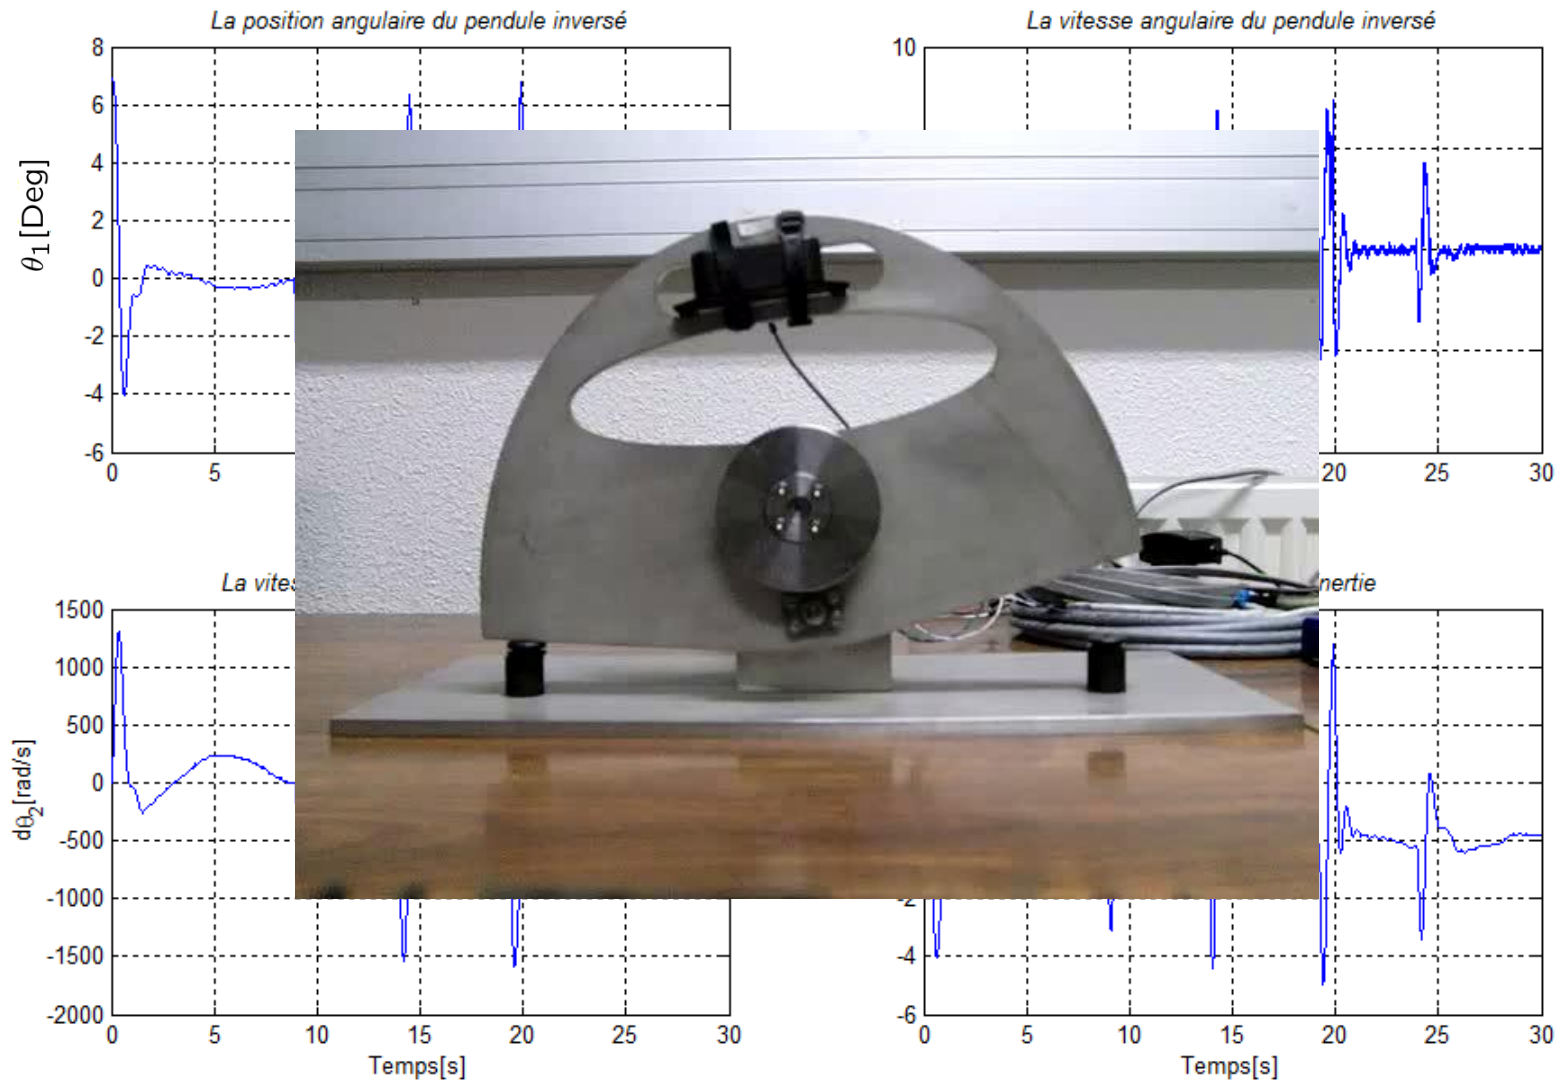 La position angulaire du pendule inversé
8
6
4
2
0
-2
-4
-6
θ1[Deg]
0 5
La vitesse angulaire du pendule inversé
10
20 25 30
La vites
1500
1000
500
0
-500
-1000
-1500
-2000
dθ2[rad/s]
0 5 10 15 20 25 30
Temps[s]
nertie
-2
-4
-6
0 5 10 15 20 25 30
Temps[s]